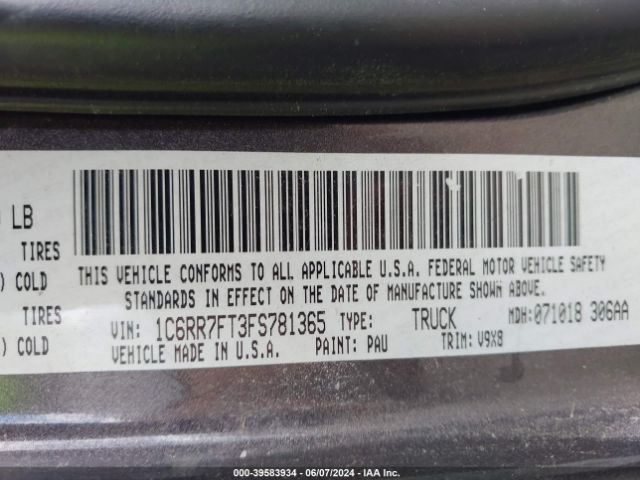 LB
TIRES
) COLD
TIRES
) COLD
THIS VEHICLE CONFORMS TO ALL APPLICABLE U.S.A. FEDERAL MOTOR VEHICLE SAFETY
STANDARDS IN EFFECT ON THE DATE OF MANUFACTURE SHOWN ABOVE.
VIN: 1C6RR7FT3FS781365 TYPE: TRUCK MDH: 071018 306AA
VEHICLE MADE IN U.S.A. PAINT: PAU TRIM: V9X8
000-39583934 - 06/07/2024 - IAA Inc.